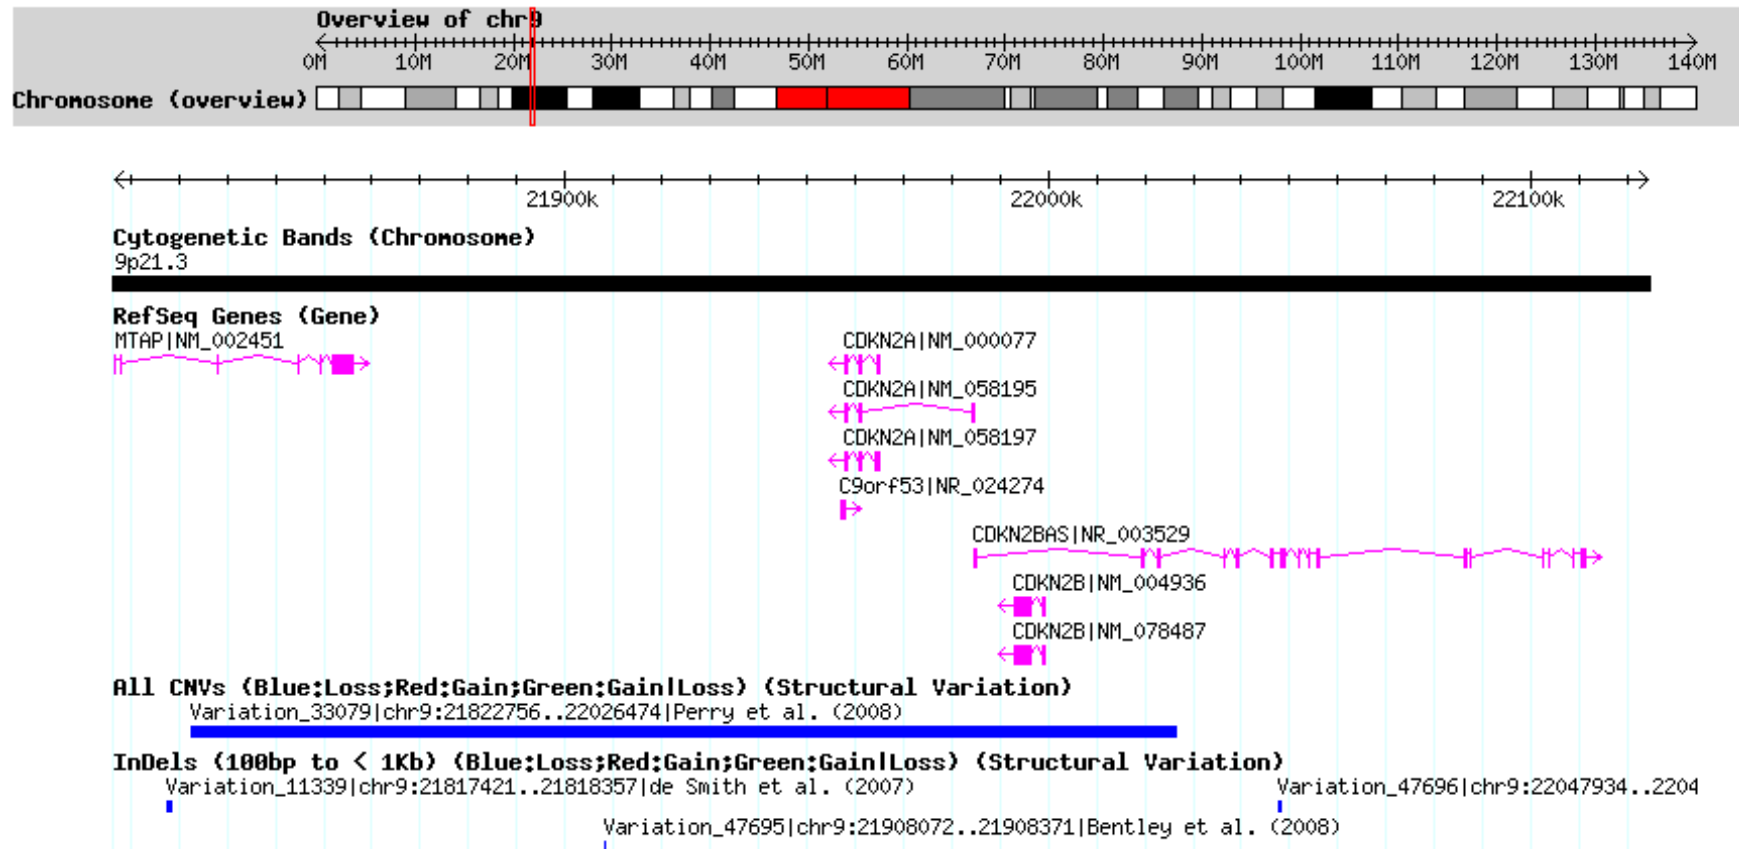 Overview of chr9
0M 10M 20M 30M 40M 50M 60M 70M 80M 90M 100M 110M 120M 130M 140M
Chromosome (overview)
21900k 22000k 22100k
Cytogenetic Bands (Chromosome)
9p21.3
RefSeq Genes (Gene)
MTAP|NM_002451 CDKN2A|NM_000077
CDKN2A|NM_058195
CDKN2A|NM_058197
C9orf53|NR_024274
CDKN2BAS|NR_003529
CDKN2B|NM_004936
CDKN2B|NM_078487
All CNVs (Blue:Loss;Red:Gain;Green:Gain|Loss) (Structural Variation)
Variation_33079|chr9:21822756..22026474|Perry et al. (2008)
InDels (100bp to < 1Kb) (Blue:Loss;Red:Gain;Green:Gain|Loss) (Structural Variation)
Variation_11339|chr9:21817421..21818357|de Smith et al. (2007) Variation_47696|chr9:22047934..2204
Variation_47695|chr9:21908072..21908371|Bentley et al. (2008)